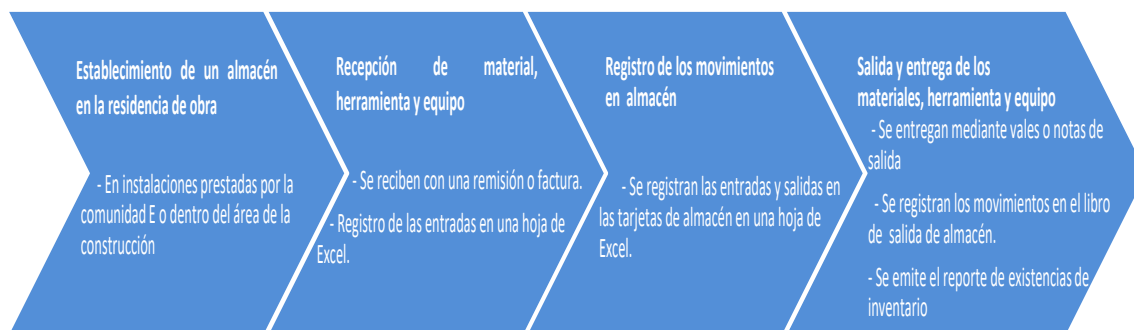 Establecimiento de un almacén
en la residencia de obra
- En instalaciones prestadas por la
comunidad E o dentro del área de la
construcción
Recepción de material,
herramienta y equipo
- Se reciben con una remisión o factura.
- Registro de las entradas en una hoja de
Excel.
Registro de los movimientos
en almacén
- Se registran las entradas y salidas en
las tarjetas de almacén en una hoja de
Excel.
Salida y entrega de los
materiales, herramienta y equipo
- Se entregan mediante vales o notas de
salida
- Se registran los movimientos en el libro
de salida de almacén.
- Se emite el reporte de existencias de
inventario